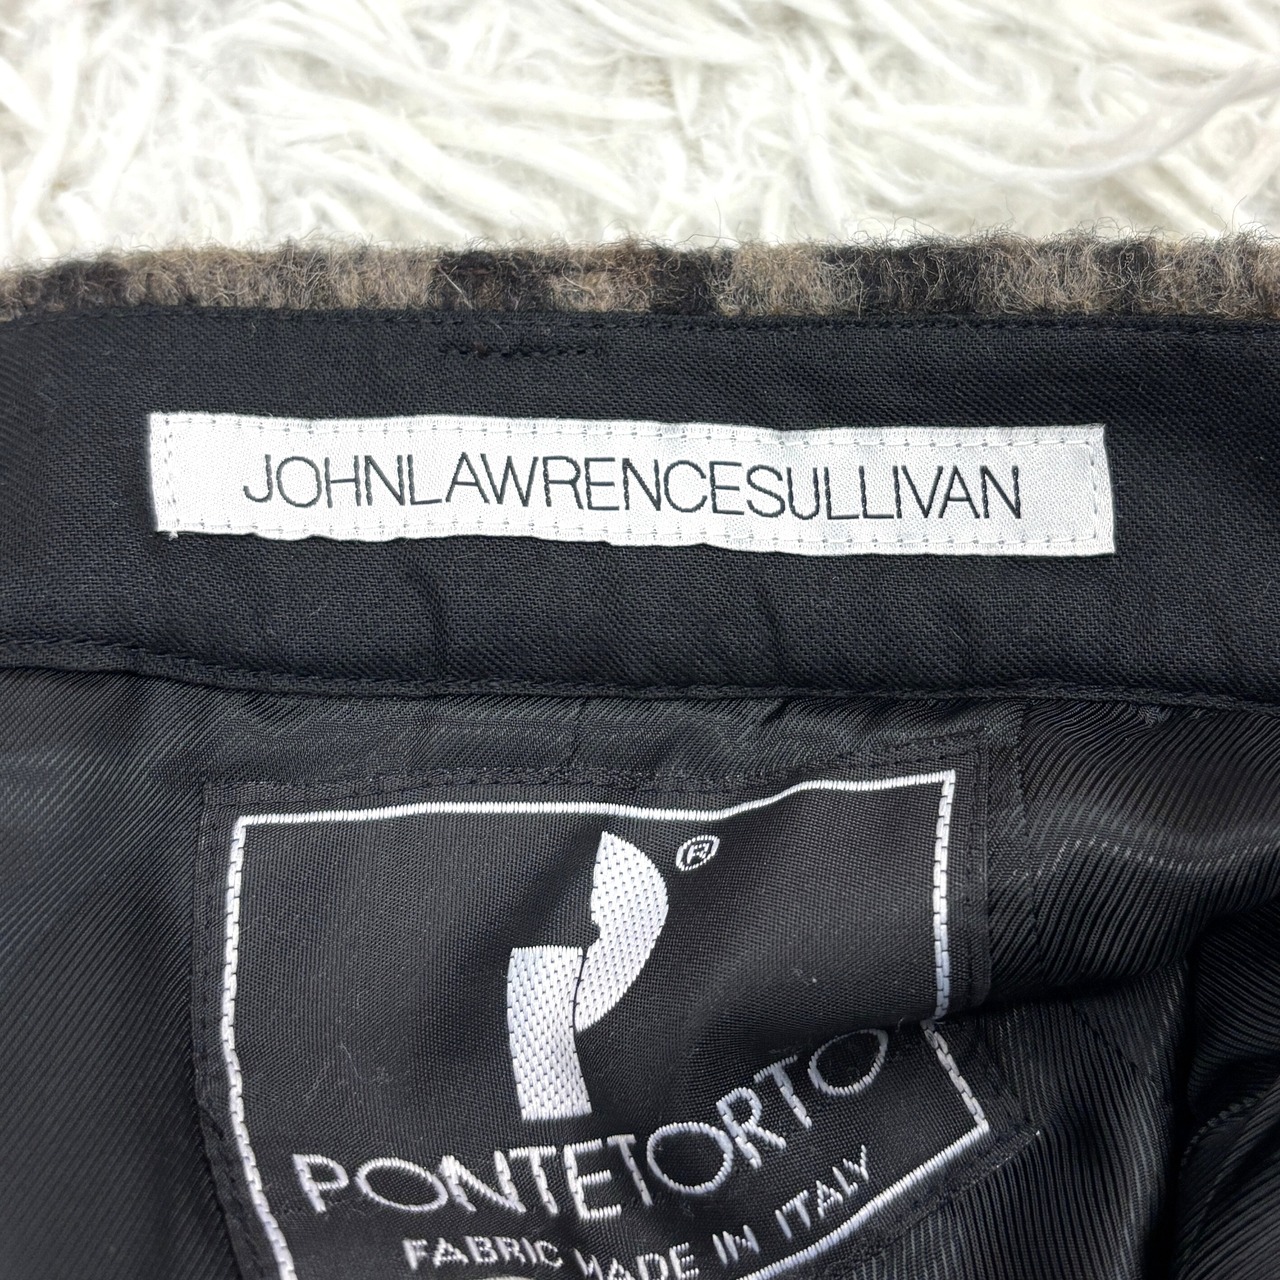 JOHNLAWRENCESULLIVAN
®
PONTETORTO
FABRIC MADE IN ITALY